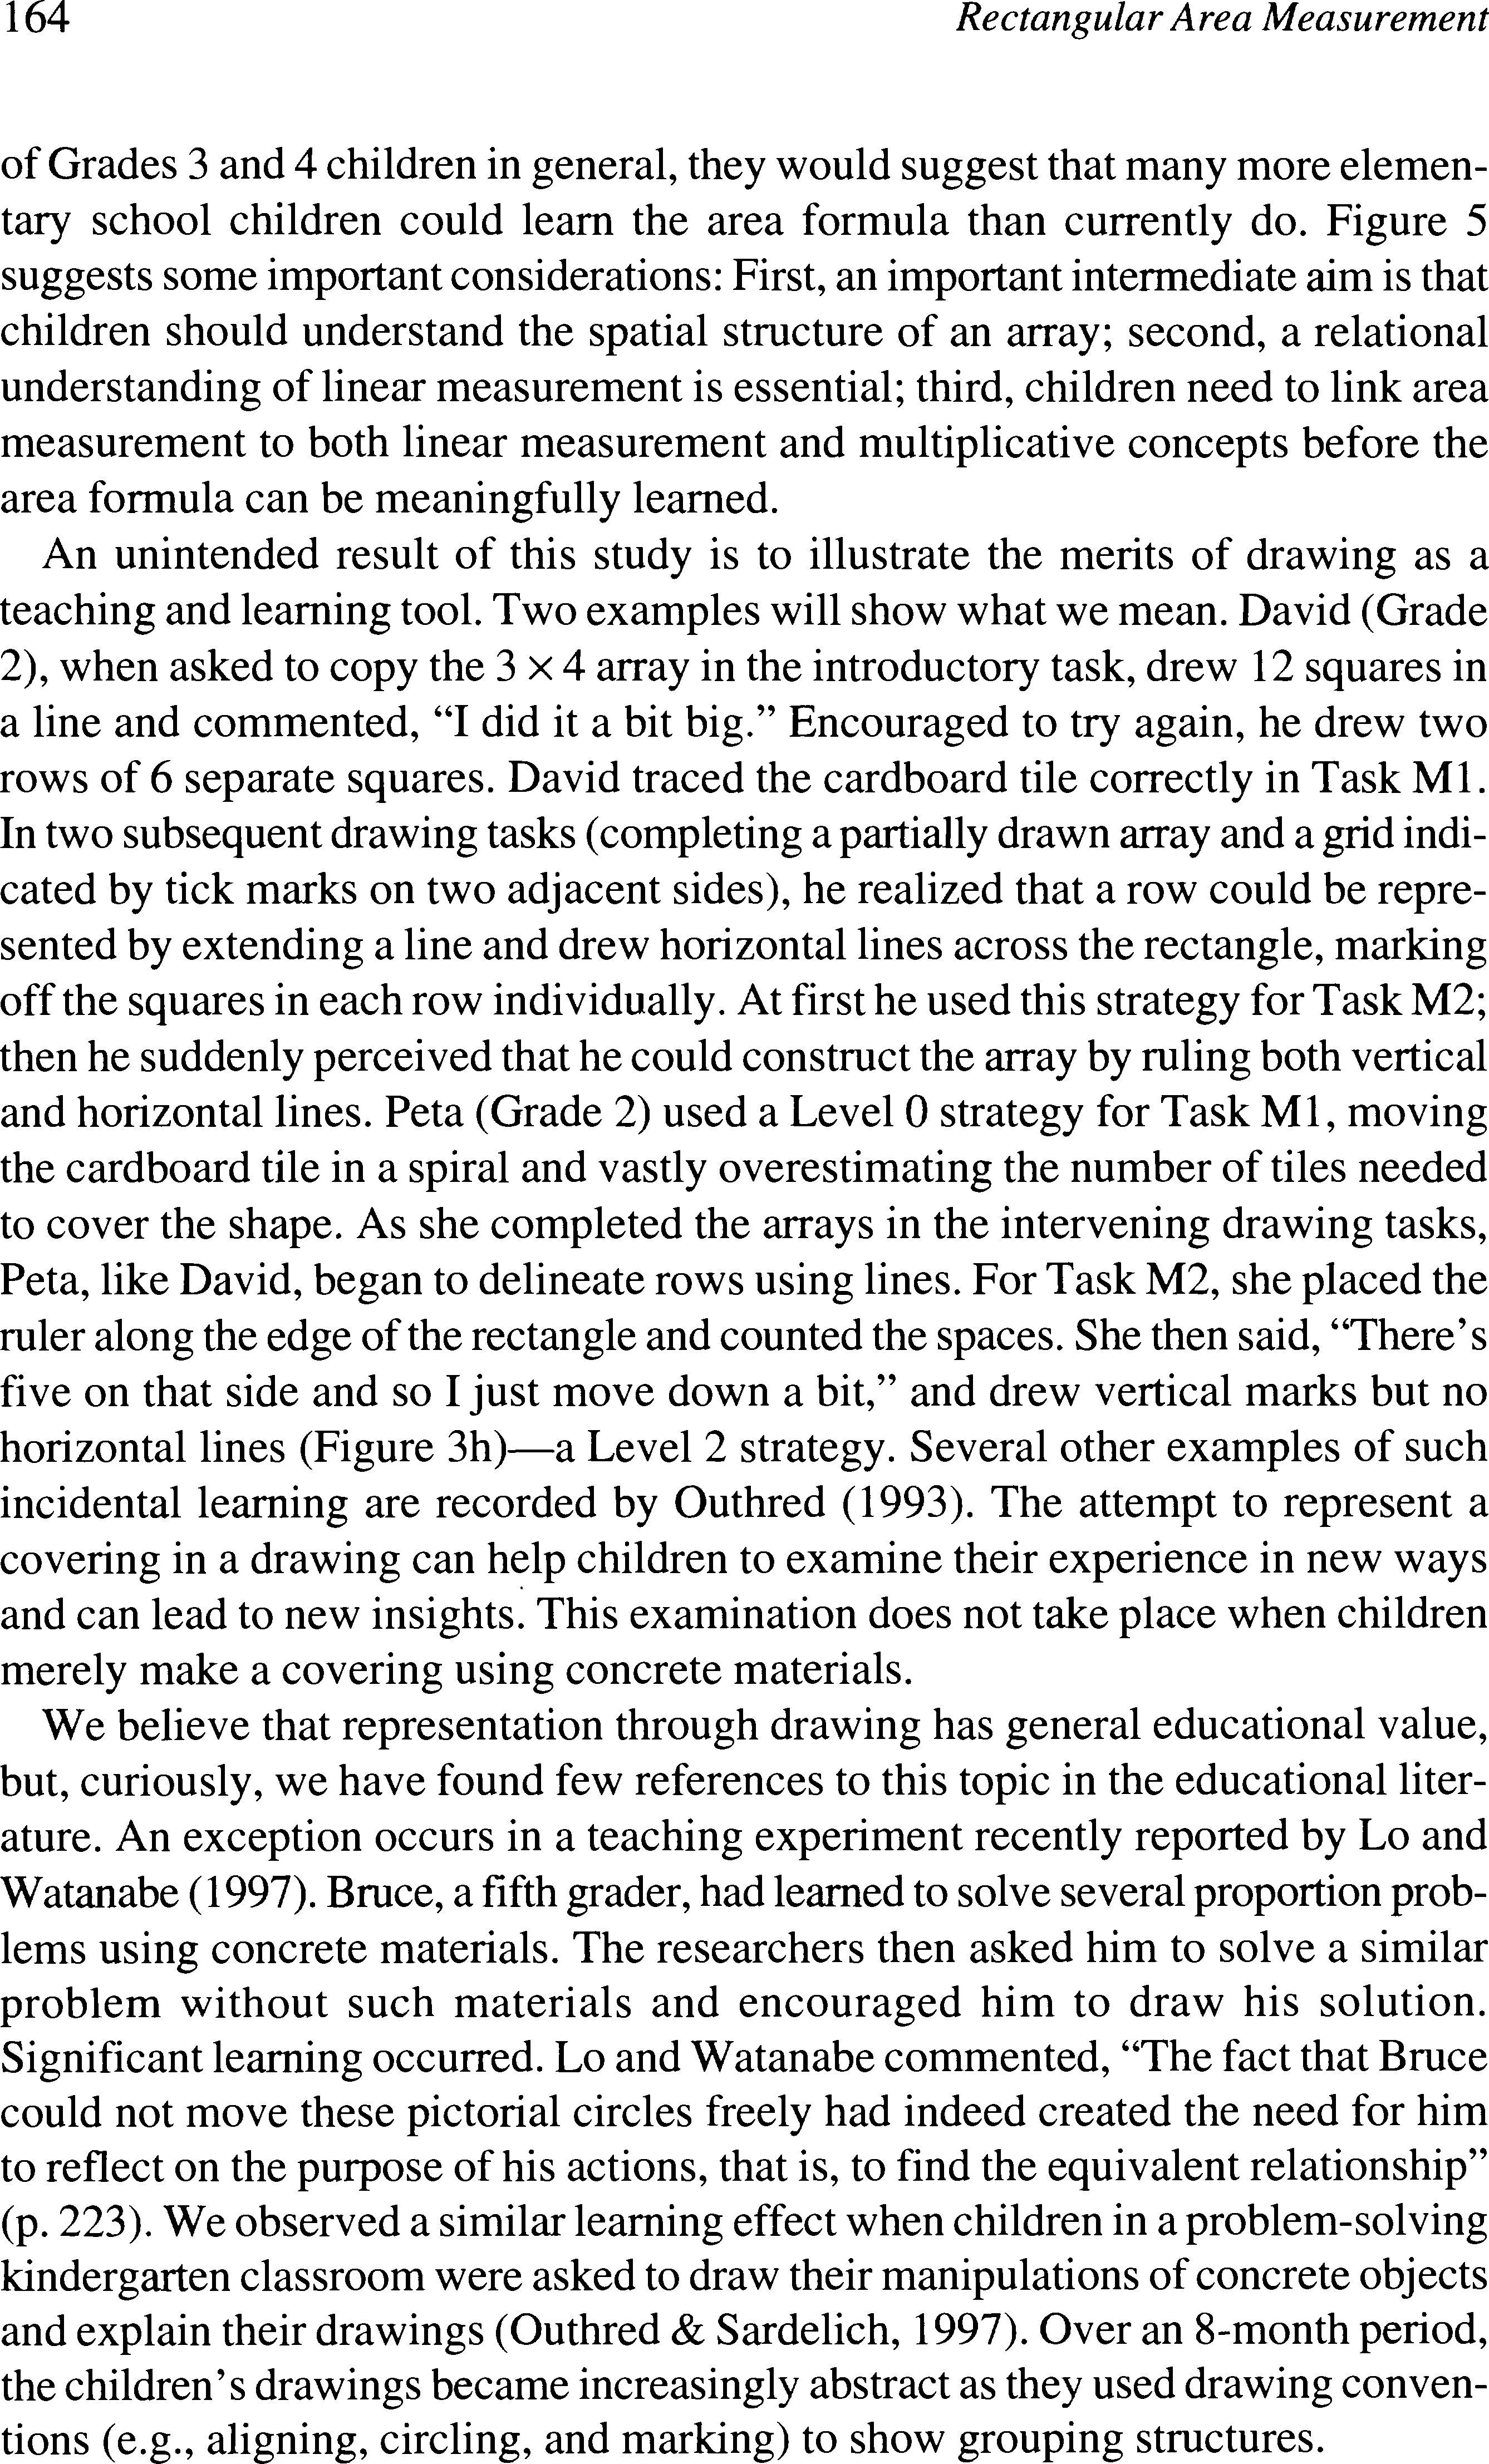 164 Rectangular Area Measurement
of Grades 3 and 4 children in general, they would suggest that many more elemen-
tary school children could learn the area formula than currently do. Figure 5
suggests some important considerations: First, an important intermediate aim is that
children should understand the spatial structure of an array; second, a relational
understanding of linear measurement is essential; third, children need to link area
measurement to both linear measurement and multiplicative concepts before the
area formula can be meaningfully learned.
An unintended result of this study is to illustrate the merits of drawing as a
teaching and learning tool. Two examples will show what we mean. David (Grade
2), when asked to copy the 3 × 4 array in the introductory task, drew 12 squares in
a line and commented, “I did it a bit big.” Encouraged to try again, he drew two
rows of 6 separate squares. David traced the cardboard tile correctly in Task M1.
In two subsequent drawing tasks (completing a partially drawn array and a grid indi-
cated by tick marks on two adjacent sides), he realized that a row could be repre-
sented by extending a line and drew horizontal lines across the rectangle, marking
off the squares in each row individually. At first he used this strategy for Task M2;
then he suddenly perceived that he could construct the array by ruling both vertical
and horizontal lines. Peta (Grade 2) used a Level 0 strategy for Task M1, moving
the cardboard tile in a spiral and vastly overestimating the number of tiles needed
to cover the shape. As she completed the arrays in the intervening drawing tasks,
Peta, like David, began to delineate rows using lines. For Task M2, she placed the
ruler along the edge of the rectangle and counted the spaces. She then said, “There’s
five on that side and so I just move down a bit,” and drew vertical marks but no
horizontal lines (Figure 3h)—a Level 2 strategy. Several other examples of such
incidental learning are recorded by Outhred (1993). The attempt to represent a
covering in a drawing can help children to examine their experience in new ways
and can lead to new insights. This examination does not take place when children
merely make a covering using concrete materials.
We believe that representation through drawing has general educational value,
but, curiously, we have found few references to this topic in the educational liter-
ature. An exception occurs in a teaching experiment recently reported by Lo and
Watanabe (1997). Bruce, a fifth grader, had learned to solve several proportion prob-
lems using concrete materials. The researchers then asked him to solve a similar
problem without such materials and encouraged him to draw his solution.
Significant learning occurred. Lo and Watanabe commented, “The fact that Bruce
could not move these pictorial circles freely had indeed created the need for him
to reflect on the purpose of his actions, that is, to find the equivalent relationship”
(p. 223). We observed a similar learning effect when children in a problem-solving
kindergarten classroom were asked to draw their manipulations of concrete objects
and explain their drawings (Outhred & Sardelich, 1997). Over an 8-month period,
the children’s drawings became increasingly abstract as they used drawing conven-
tions (e.g., aligning, circling, and marking) to show grouping structures.